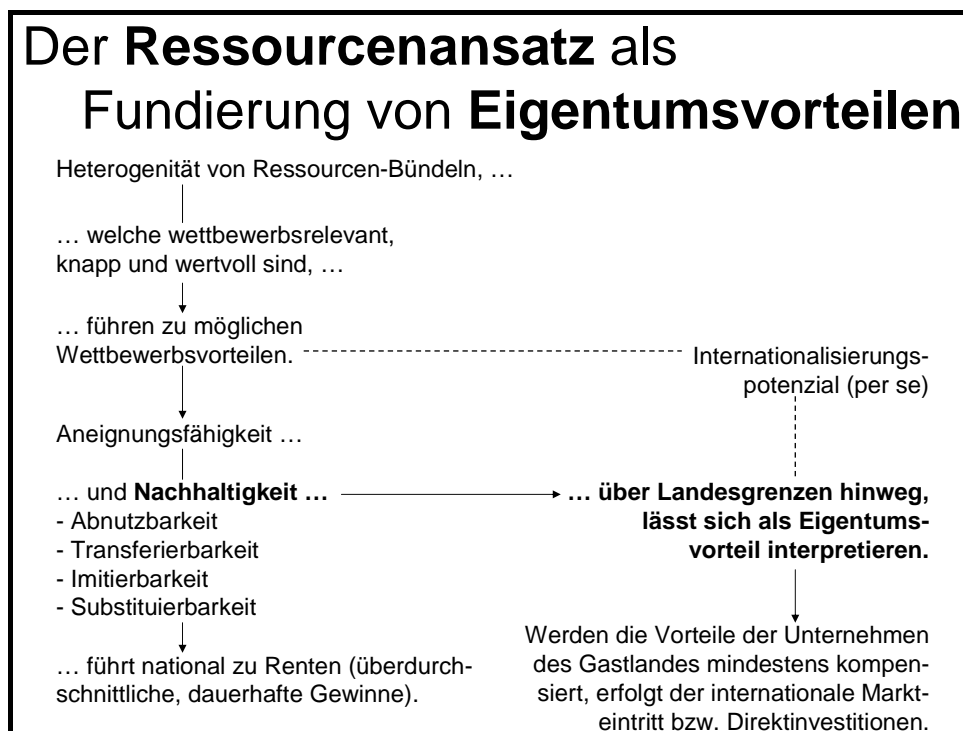 Der Ressourcenansatz als
Fundierung von Eigentumsvorteilen
Heterogenität von Ressourcen-Bündeln, …
… welche wettbewerbsrelevant,
knapp und wertvoll sind, …
… führen zu möglichen
Wettbewerbsvorteilen.
Internationalisierungs-
potenzial (per se)
Aneignungsfähigkeit …
… und Nachhaltigkeit …
- Abnutzbarkeit
- Transferierbarkeit
- Imitierbarkeit
- Substituierbarkeit
… über Landesgrenzen hinweg,
lässt sich als Eigentums-
vorteil interpretieren.
… führt national zu Renten (überdurch-
schnittliche, dauerhafte Gewinne).
Werden die Vorteile der Unternehmen
des Gastlandes mindestens kompen-
siert, erfolgt der internationale Markt-
eintritt bzw. Direktinvestitionen.